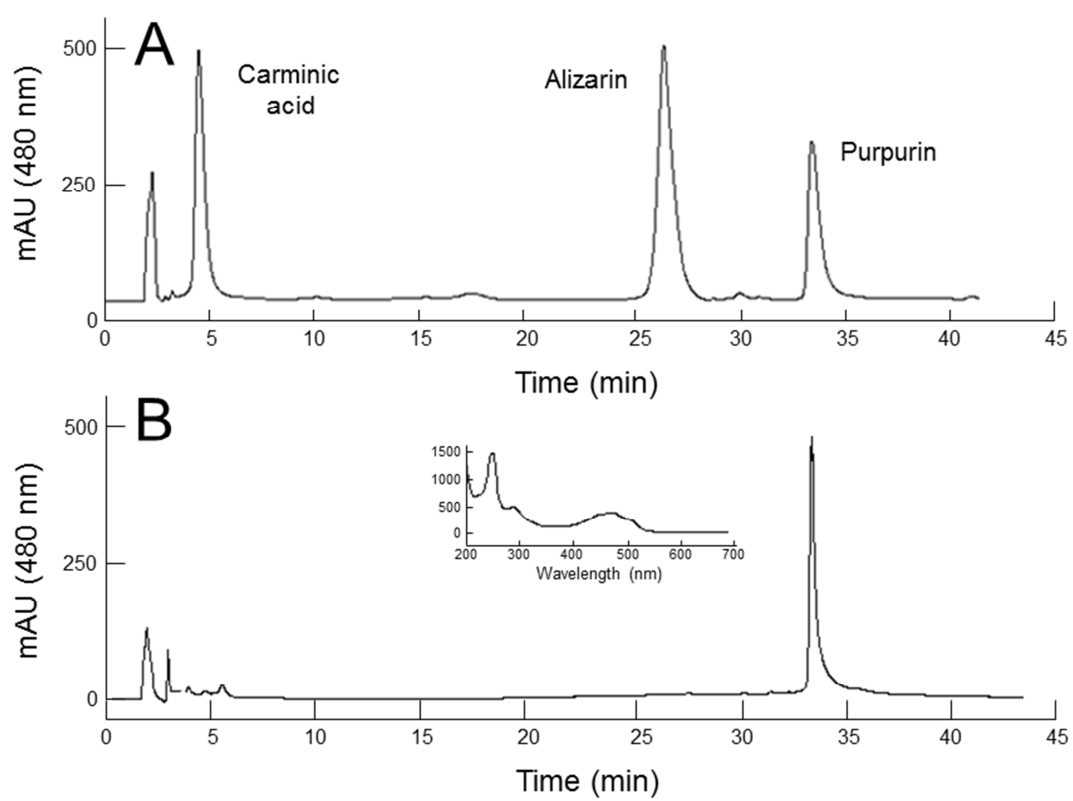 A
mAU (480 nm)
500
250
0
Carminic
acid
Alizarin
Purpurin
0 5 10 15 20 25 30 35 40 45
Time (min)
B
mAU (480 nm)
500
250
0
1500
1000
500
0
200 300 400 500 600 700
Wavelength (nm)
0 5 10 15 20 25 30 35 40 45
Time (min)